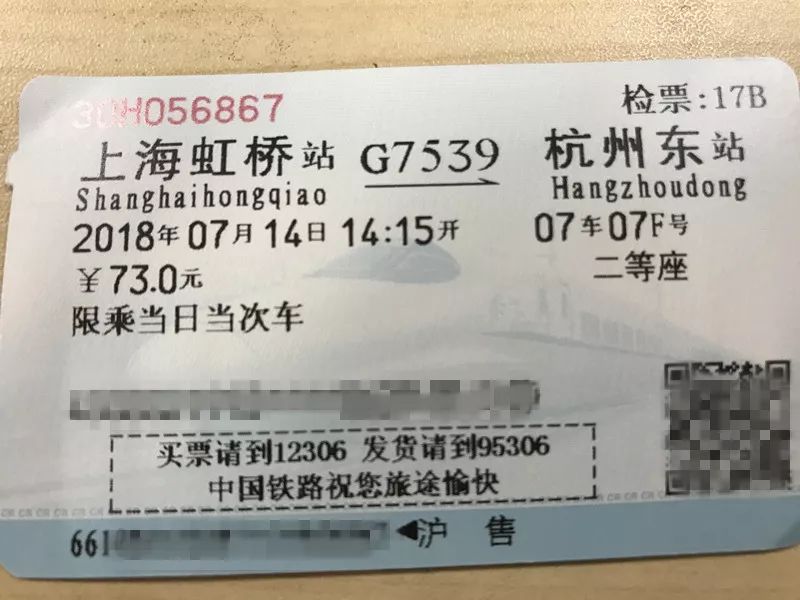 30H056867 检票:17B
上海虹桥站 G7539 杭州东站
Shanghaihongqiao Hangzhoudong
2018年07月14日 14:15开 07车07F号
￥73.0元 二等座
限乘当日当次车
买票请到12306 发货请到95306
中国铁路祝您旅途愉快
661 沪 售